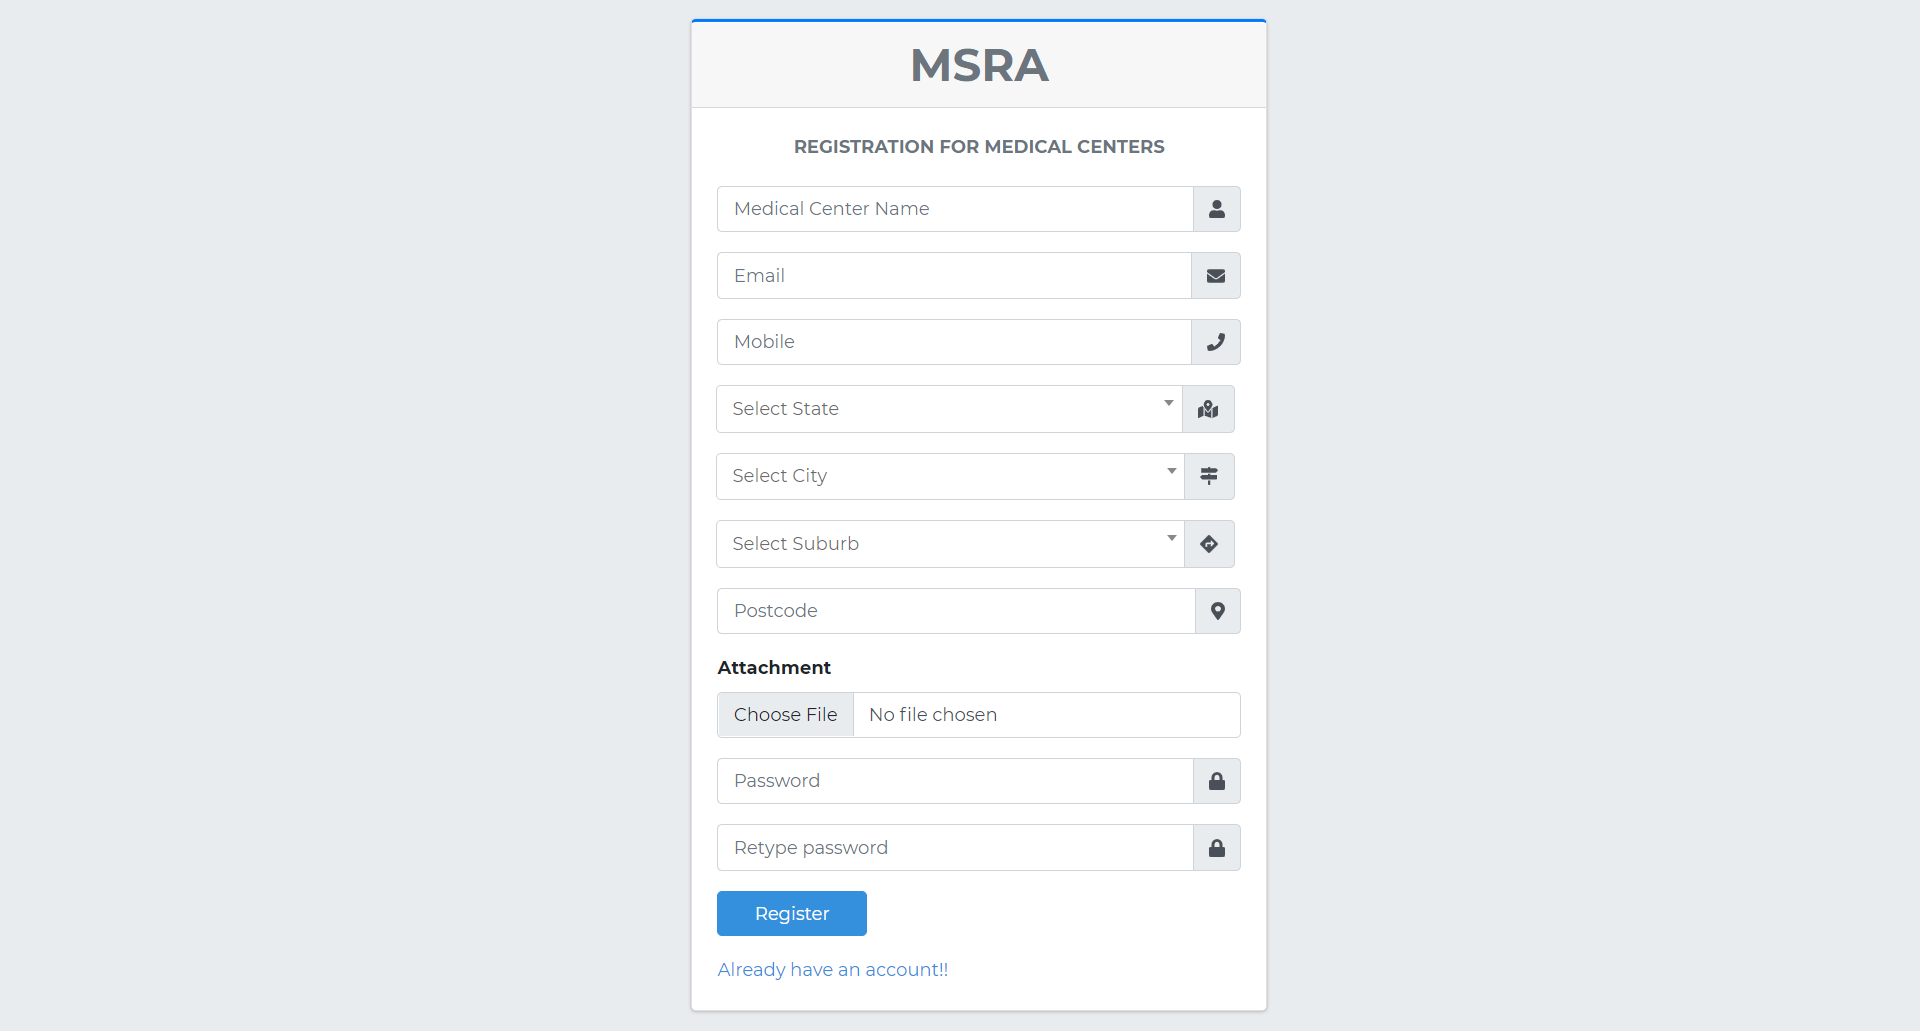 MSRA
REGISTRATION FOR MEDICAL CENTERS
Medical Center Name
Email
Mobile
Select State
Select City
Select Suburb
Postcode
Attachment
Choose File No file chosen
Password
Retype password
Register
Already have an account!!